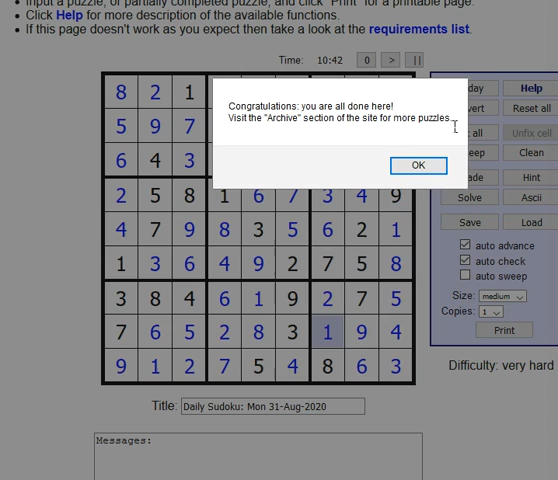 Input a puzzle, or partially completed puzzle, and click "Print" for a printable page.
Click Help for more description of the available functions.
If this page doesn't work as you expect then take a look at the requirements list.
Time: 10:42 0 > ||
Congratulations: you are all done here!
Visit the "Archive" section of the site for more puzzles.
OK
8 2 1
5 9 7
6 4 3
2 5 8 1 6 7 3 4 9
4 7 9 8 3 5 6 2 1
1 3 6 4 9 2 7 5 8
3 8 4 6 1 9 2 7 5
7 6 5 2 8 3 1 9 4
9 1 2 7 5 4 8 6 3
Help
Reset all
Unfix cell
Clean
Hint
Solve Ascii
Save Load
auto advance
auto check
auto sweep
Size: medium
Copies: 1
Print
Difficulty: very hard
Title: Daily Sudoku: Mon 31-Aug-2020
Messages: